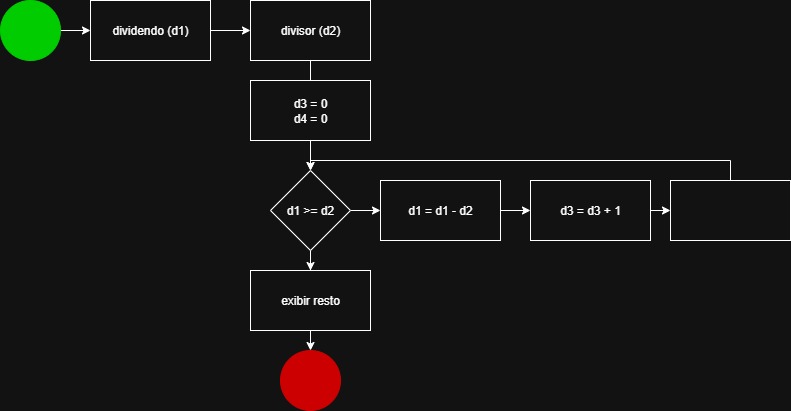 dividendo (d1)
divisor (d2)
d3 = 0
d4 = 0
d1 >= d2
d1 = d1 - d2
d3 = d3 + 1
exibir resto